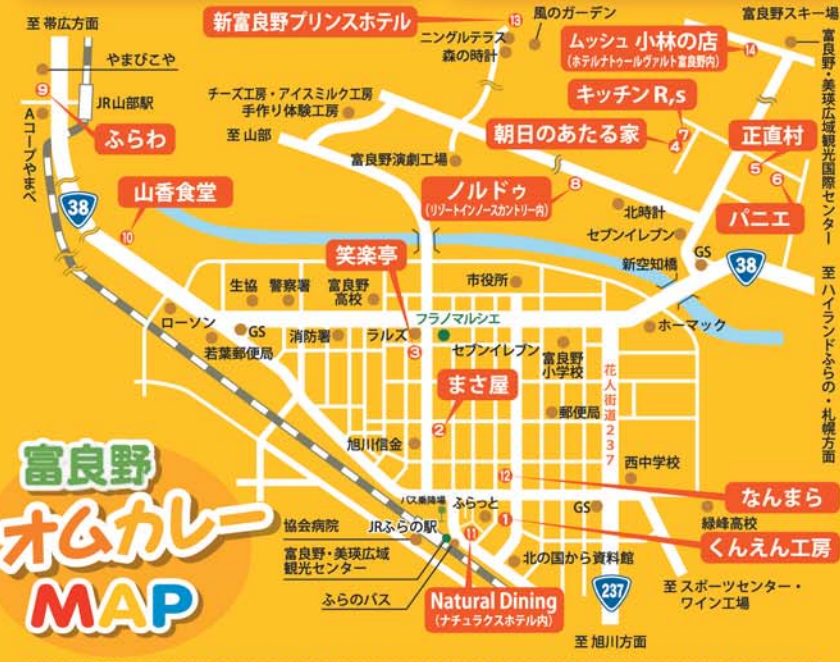 至 帯広方面
新富良野プリンスホテル
13
風のガーデン
富良野スキー場
ニングルテラス
森の時計
ムッシュ 小林の店
(ホテルナトゥールヴァルト富良野内)
14
やまびこや
9
JR山部駅
Aコープやまべ
ふらわ
チーズ工房・アイスミルク工房
手作り体験工房
至 山部
キッチン R,s
朝日のあたる家
7
4
正直村
5
6
富良野・美瑛広域観光国際センター
富良野演劇工場
38
山香食堂
10
ノルドゥ
(リゾートインノースカントリー内)
8
北時計
セブンイレブン
パニエ
GS
新空知橋
38
至 ハイランドふらの・札幌方面
笑楽亭
生協
警察署
富良野
高校
市役所
ローソン
GS
若葉郵便局
消防署
ラルズ
3
フラノマルシェ
セブンイレブン
富良野
小学校
ホーマック
花人街道237
まさ屋
2
郵便局
旭川信金
西中学校
12
なんまら
富良野
オムカレー
MAP
バス乗降場
ふらっと
1
GS
緑峰高校
くんえん工房
協会病院
JRふらの駅
11
富良野・美瑛広域
観光センター
北の国から資料館
ふらのバス
Natural Dining
(ナチュラクスホテル内)
237
至 スポーツセンター・
ワイン工場
至 旭川方面